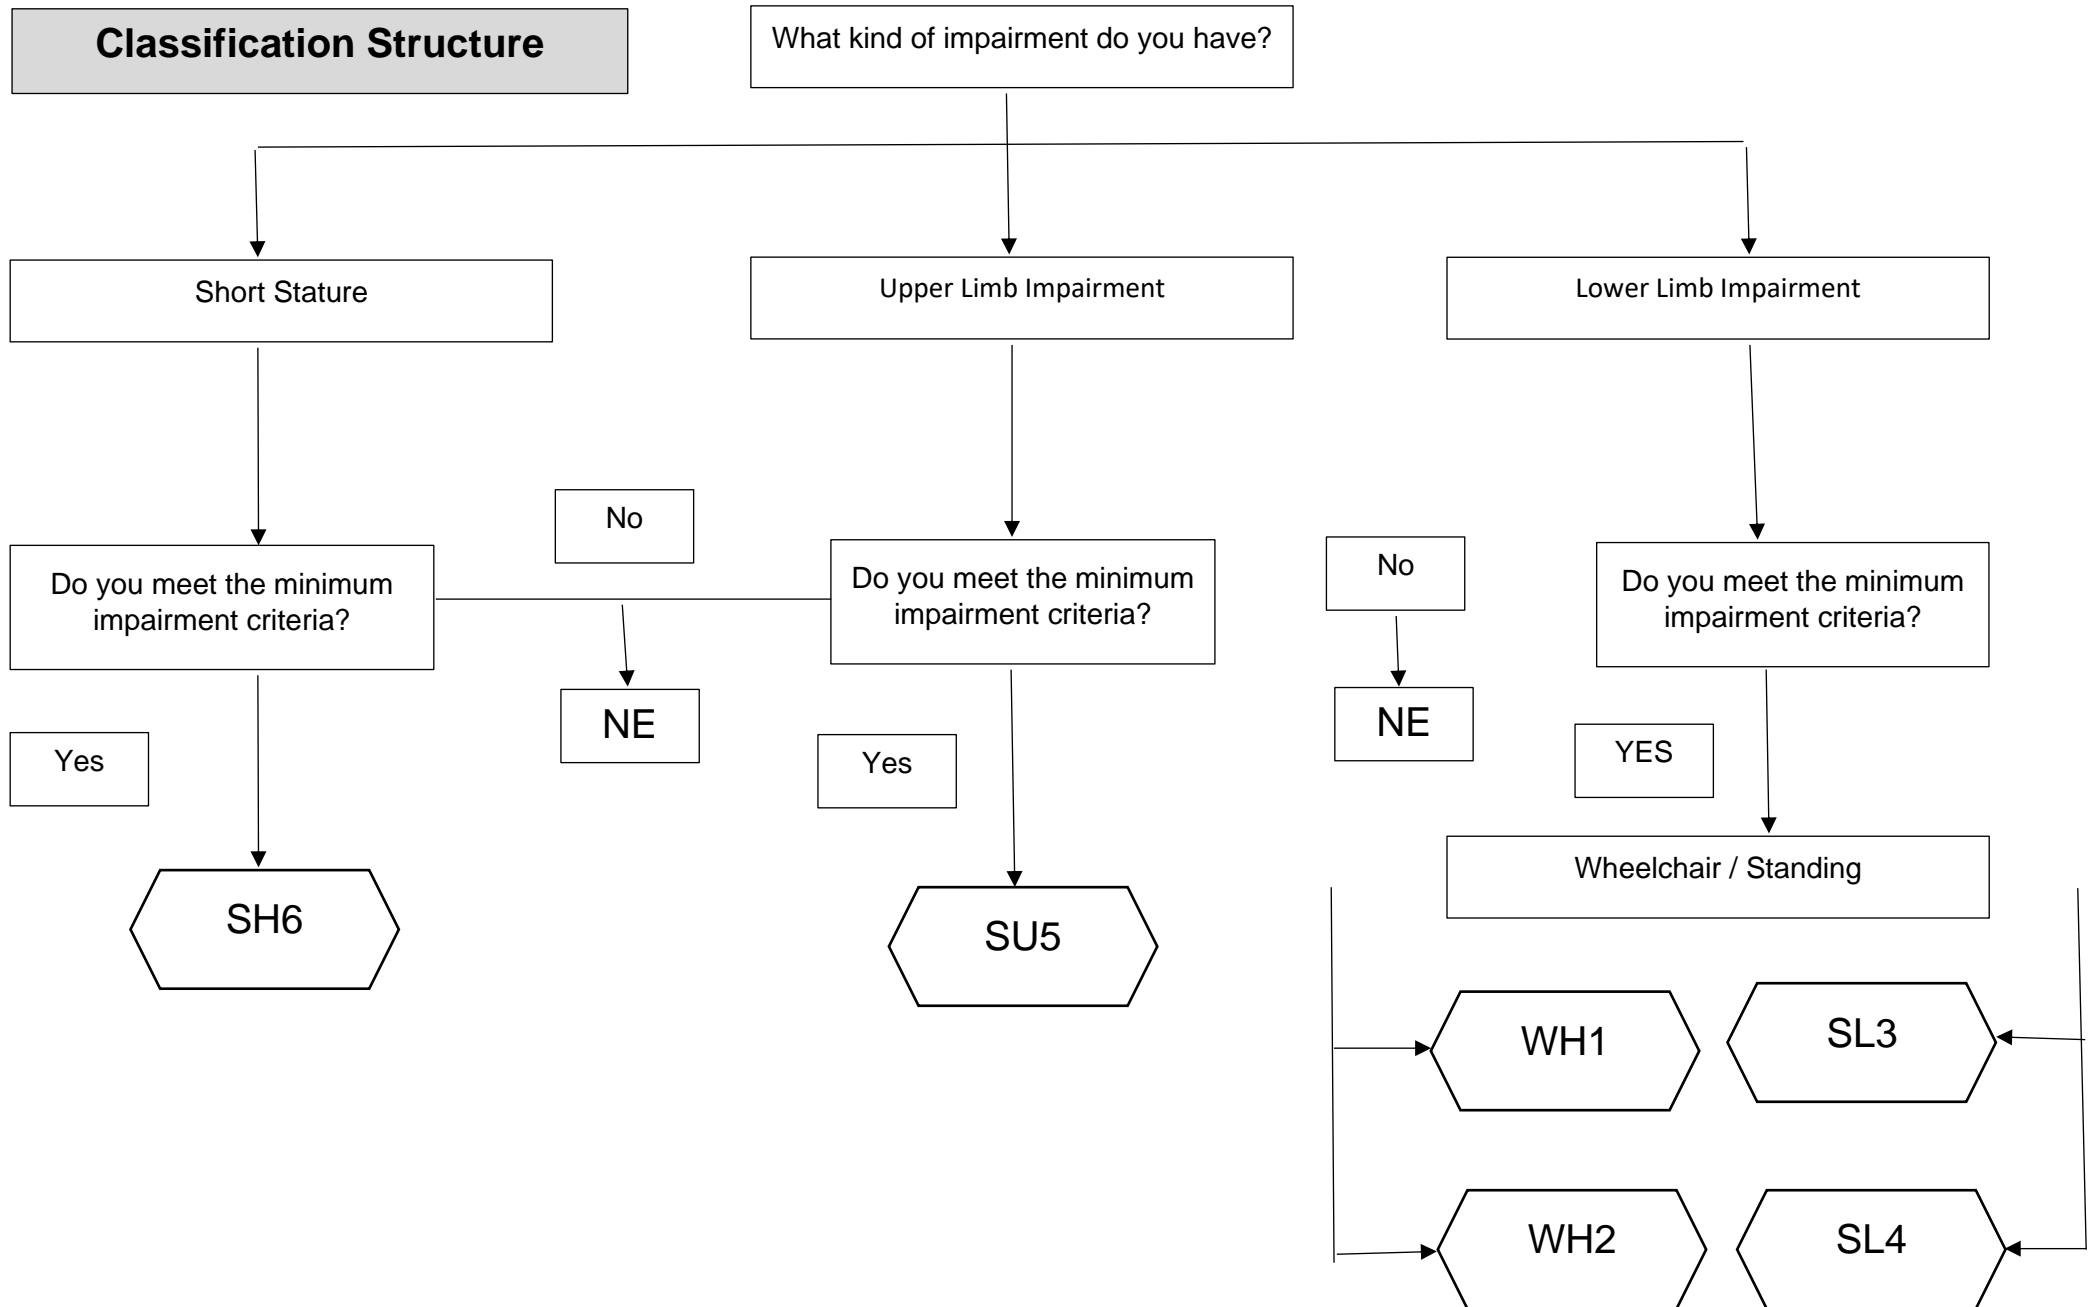 Classification Structure
What kind of impairment do you have?
Short Stature
Upper Limb Impairment
Lower Limb Impairment
No
No
Do you meet the minimum
impairment criteria?
Do you meet the minimum
impairment criteria?
Do you meet the minimum
impairment criteria?
NE
NE
Yes
Yes
YES
Wheelchair / Standing
SH6
SU5
WH1
SL3
WH2
SL4